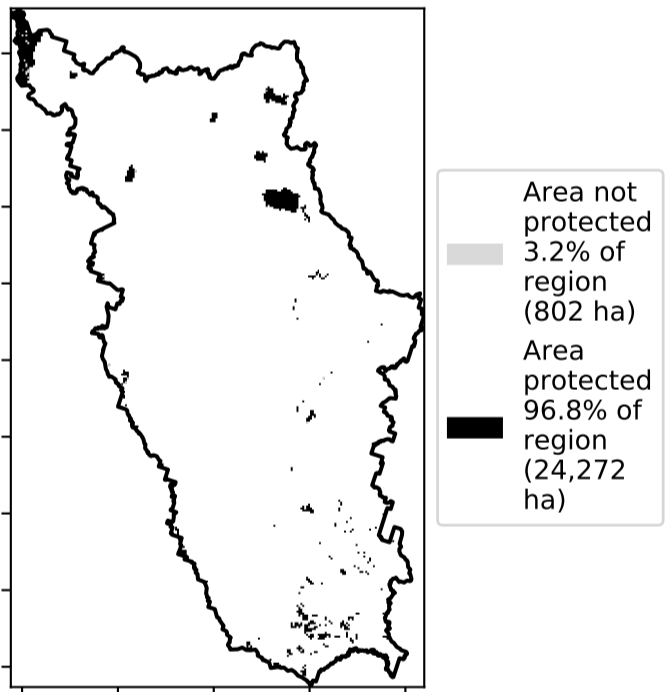 Area not
protected
3.2% of
region
(802 ha)
Area
protected
96.8% of
region
(24,272
ha)